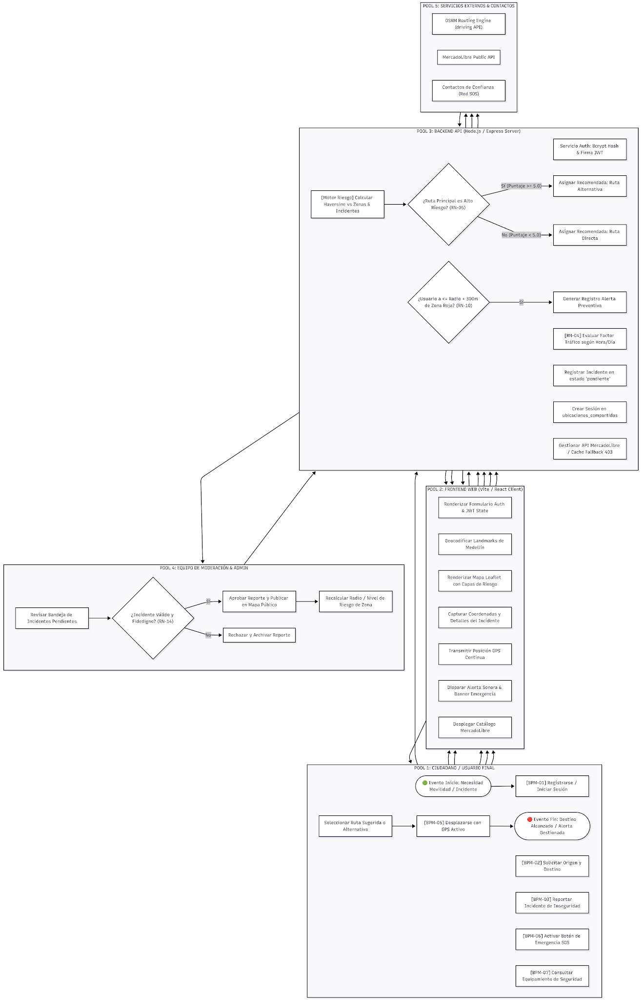 POOL 5: SERVICIOS EXTERNOS & CONTACTOS
OSRM Routing Engine
(driving API)
MercadoLibre Public API
Contactos de Confianza
(Red SOS)
POOL 3: BACKEND API (Node.js / Express Server)
Servicio Auth: Bcrypt Hash
& Firma JWT
[Motor Riesgo] Calcular
Haversine vs Zonas &
Incidentes
¿Ruta Principal es Alto
Riesgo? (RN-05)
Sí (Puntaje >= 5.0)
Asignar Recomendada: Ruta
Alternativa
No (Puntaje < 5.0)
Asignar Recomendada: Ruta
Directa
¿Usuario a <= Radio + 300m
de Zona Roja? (RN-10)
Sí
Generar Registro Alerta
Preventiva
[RN-04] Evaluar Factor
Tráfico según Hora/Día
Registrar Incidente en
estado 'pendiente'
Crear Sesión en
ubicaciones_compartidas
Gestionar API MercadoLibre
/ Cache Fallback 403
POOL 2: FRONTEND WEB (Vite / React Client)
Renderizar Formulario Auth
& JWT State
Geocodificar Landmarks de
Medellín
Renderizar Mapa Leaflet
con Capas de Riesgo
Capturar Coordenadas y
Detalles del Incidente
Transmitir Posición GPS
Continua
Disparar Alerta Sonora &
Banner Emergencia
Desplegar Catálogo
MercadoLibre
POOL 4: EQUIPO DE MODERACIÓN & ADMIN
Revisar Bandeja de
Incidentes Pendientes
¿Incidente Válido y
Fidedigno? (RN-14)
Sí
Aprobar Reporte y Publicar
en Mapa Público
Recalcular Radio / Nivel de
Riesgo de Zona
No
Rechazar y Archivar Reporte
POOL 1: CIUDADANO / USUARIO FINAL
🟢 Evento Inicio: Necesidad
Movilidad / Incidente
[BPM-01] Registrarse /
Iniciar Sesión
Seleccionar Ruta Sugerida o
Alternativa
[BPM-05] Desplazarse con
GPS Activo
🔴 Evento Fin: Destino
Alcanzado / Alerta
Gestionada
[BPM-02] Solicitar Origen y
Destino
[BPM-03] Reportar
Incidente de Inseguridad
[BPM-06] Activar Botón de
Emergencia SOS
[BPM-07] Consultar
Equipamiento de Seguridad